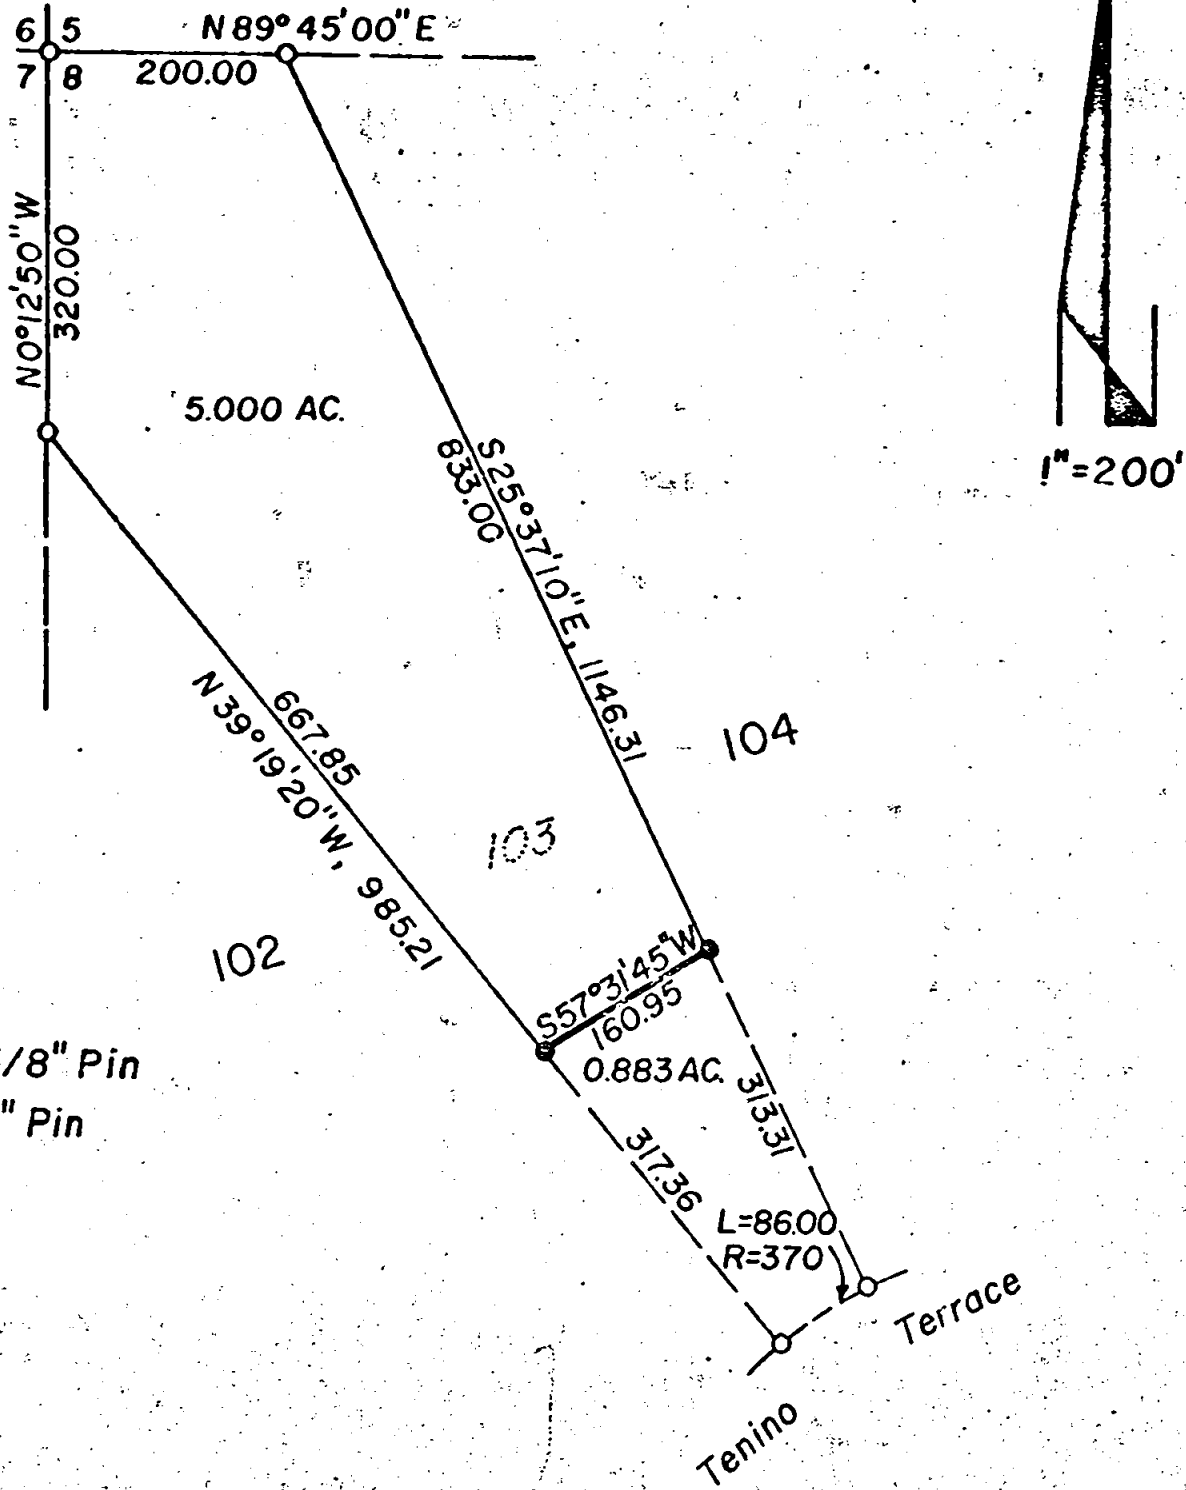 6 5
7 8
N 89° 45' 00" E
200.00
N 0° 12' 50" W
320.00
5.000 AC.
1"=200'
S 25° 37' 10" E, 1146.31
833.00
667.85
N 39° 19' 20" W, 985.21
104
103
102
S 57° 31' 45" W
160.95
0.883 AC.
/8" Pin
" Pin
313.31
317.36
L=86.00
R=370
Terrace
Tenino